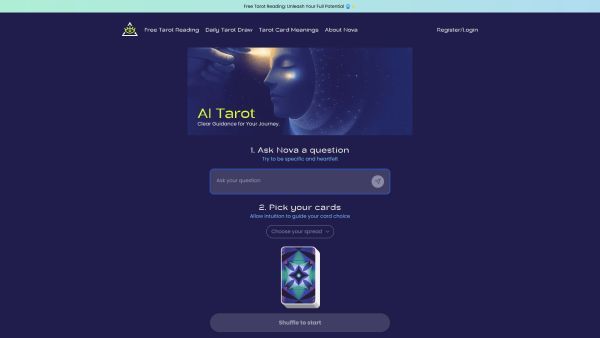 Free Tarot Reading: Unleash Your Full Potential 🔮✨
Free Tarot Reading Daily Tarot Draw Tarot Card Meanings About Nova Register/Login
AI Tarot
Clear Guidance for Your Journey.
1. Ask Nova a question
Try to be specific and heartfelt
Ask your question
2. Pick your cards
Allow intuition to guide your card choice
Choose your spread
Shuffle to start